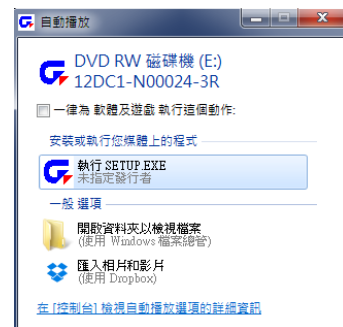 自動播放
DVD RW 磁碟機 (E:)
12DC1-N00024-3R
一律為 軟體及遊戲 執行這個動作:
安裝或執行您媒體上的程式
執行 SETUP.EXE
未指定發行者
一般 選項
開啟資料夾以檢視檔案
(使用 Windows 檔案總管)
匯入相片和影片
(使用 Dropbox)
在 [控制台] 檢視自動播放選項的詳細資訊